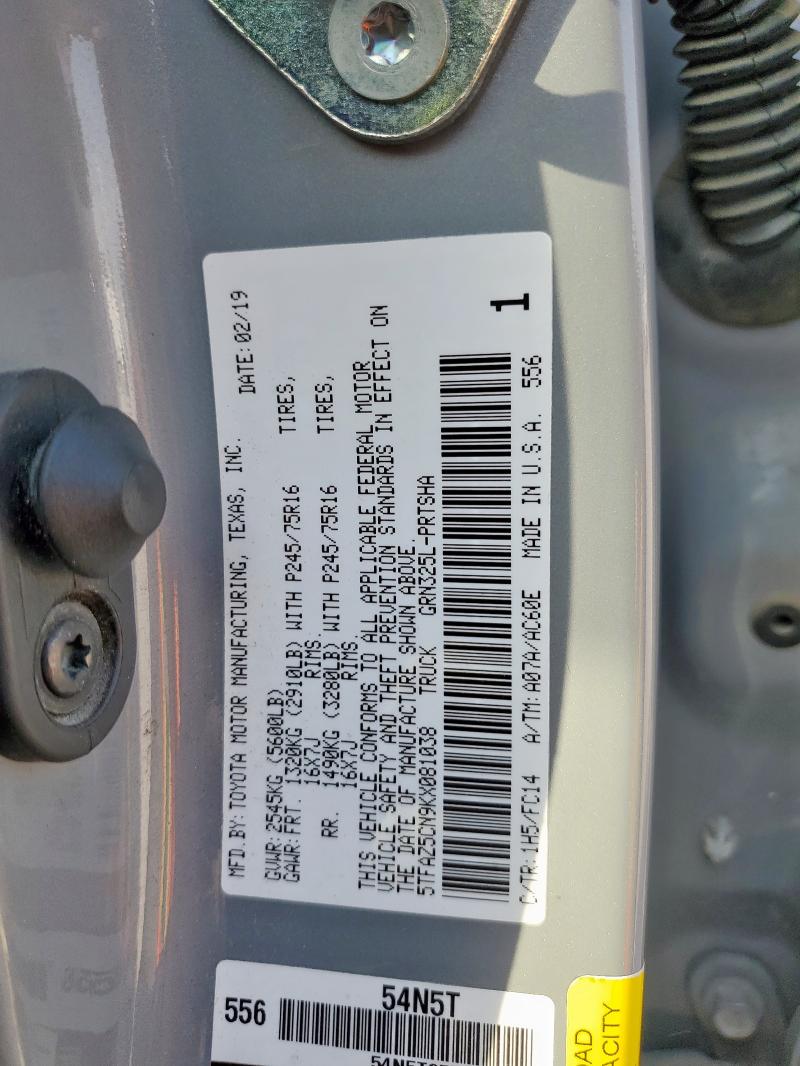 MFD.BY: TOYOTA MOTOR MANUFACTURING, TEXAS, INC. DATE: 02/19
GVWR: 2545KG (5600LB)
GAWR: FRT. 1320KG (2910LB) WITH P245/75R16 TIRES,
16X7J RIMS.
RR. 1490KG (3280LB) WITH P245/75R16 TIRES,
16X7J RIMS.
THIS VEHICLE CONFORMS TO ALL APPLICABLE FEDERAL MOTOR
VEHICLE SAFETY AND THEFT PREVENTION STANDARDS IN EFFECT ON
THE DATE OF MANUFACTURE SHOWN ABOVE.
5TFAZ5CN9KX081038 TRUCK GRN325L-PRTSHA
1
C/TR: 1H5/FC14 A/TM: A07A/AC60E MADE IN U.S.A. 556
54N5T
556